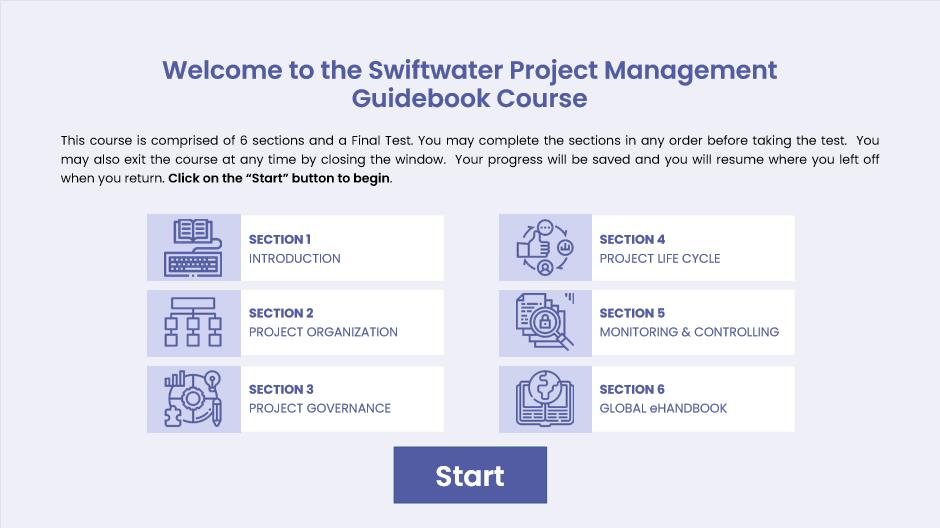 Welcome to the Swiftwater Project Management
Guidebook Course
This course is comprised of 6 sections and a Final Test. You may complete the sections in any order before taking the test. You
may also exit the course at any time by closing the window. Your progress will be saved and you will resume where you left off
when you return. Click on the “Start” button to begin.
SECTION 1
INTRODUCTION
SECTION 2
PROJECT ORGANIZATION
SECTION 3
PROJECT GOVERNANCE
SECTION 4
PROJECT LIFE CYCLE
SECTION 5
MONITORING & CONTROLLING
SECTION 6
GLOBAL eHANDBOOK
Start